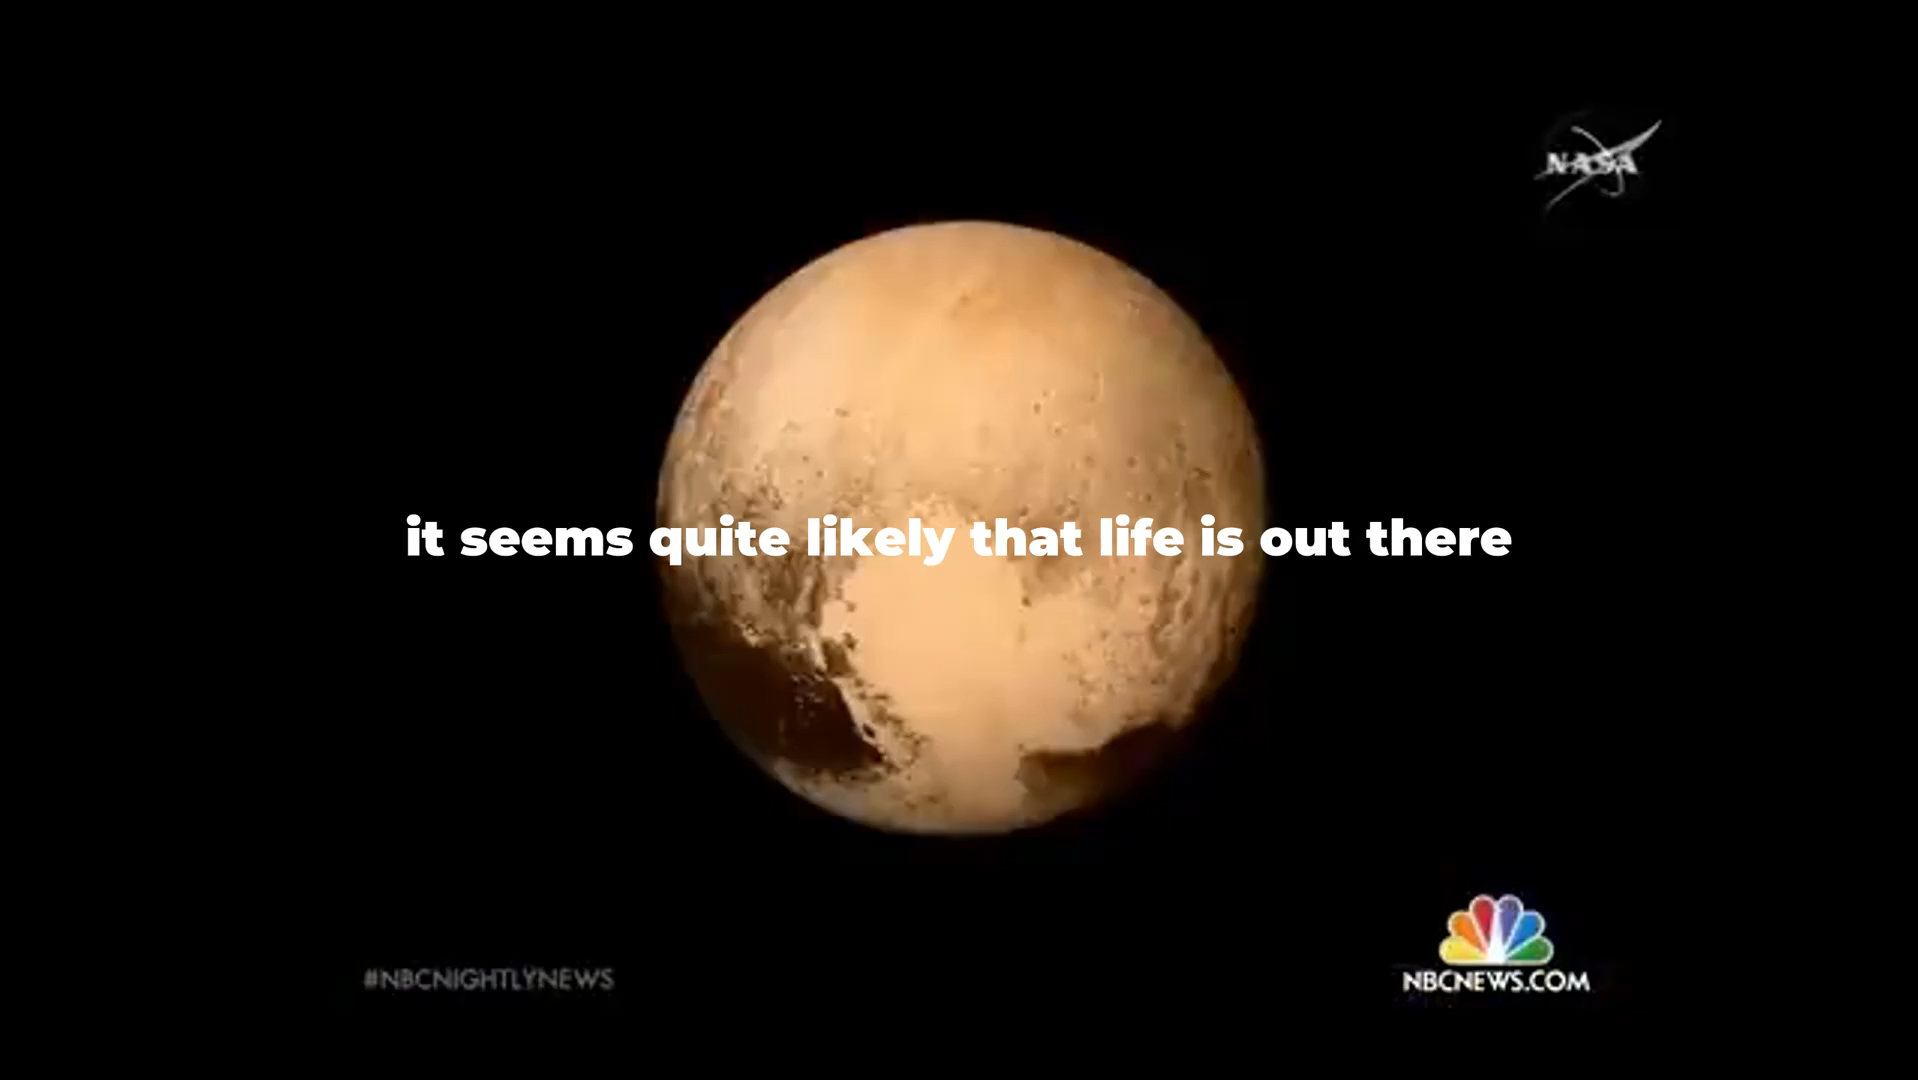 NASA
it seems quite likely that life is out there
#NBCNIGHTLYNEWS
NBCNEWS.COM